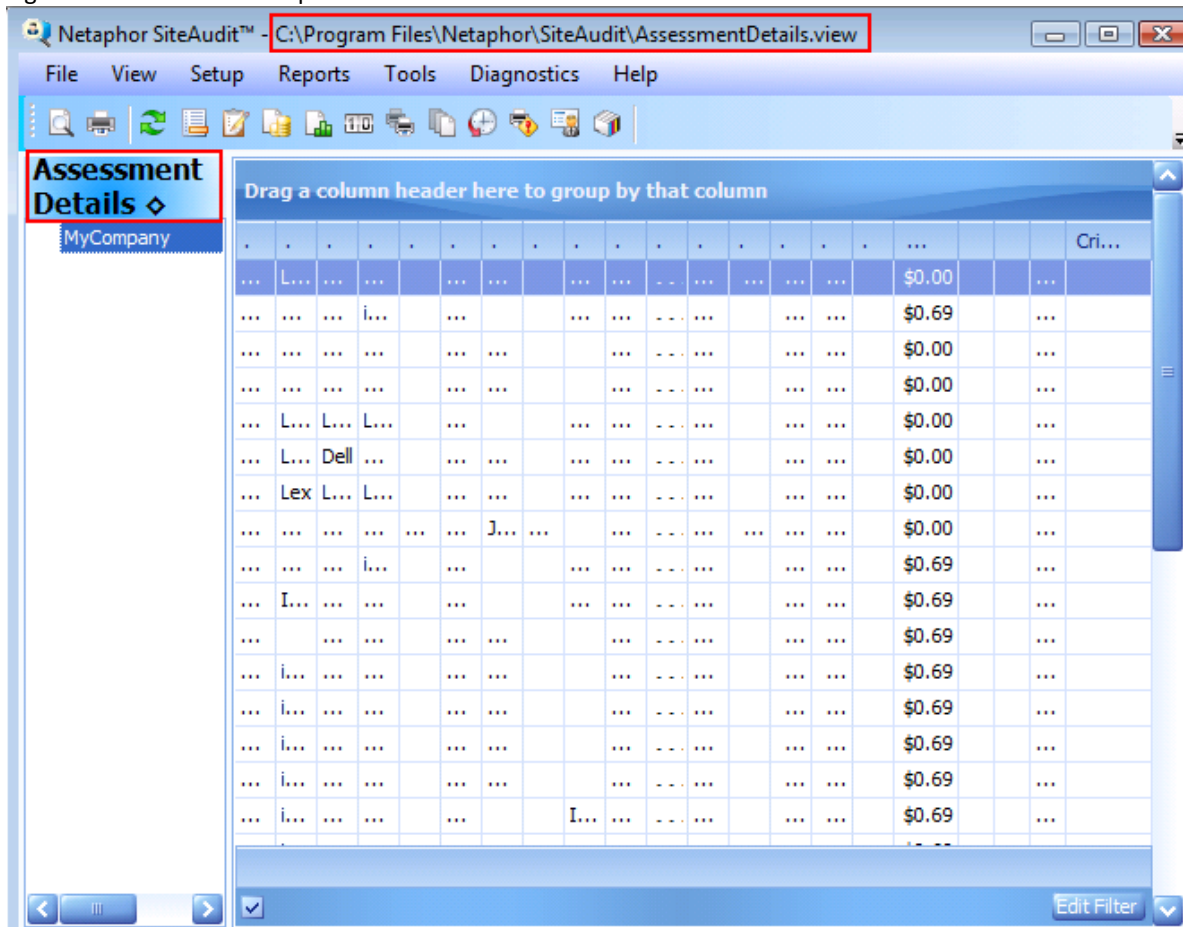 Netaphor SiteAudit™ - C:\Program Files\Netaphor\SiteAudit\AssessmentDetails.view
File View Setup Reports Tools Diagnostics Help
Assessment
Details ◇
MyCompany
Drag a column header here to group by that column
. . . . . . . . . . . . . . . . ... Cri...
... L... ... ... ... ... ... ... ... ... ... ... ... $0.00 ...
... ... ... i... ... ... ... ... ... ... ... $0.69 ...
... ... ... ... ... ... ... ... ... ... ... $0.00 ...
... ... ... ... ... ... ... ... ... ... ... $0.00 ...
... L... L... L... ... ... ... ... ... ... ... $0.00 ...
... L... Dell ... ... ... ... ... ... ... ... ... $0.00 ...
... Lex L... L... ... ... ... ... ... ... ... ... $0.00 ...
... ... ... ... ... ... J... ... ... ... ... ... ... ... $0.00 ...
... ... ... i... ... ... ... ... ... ... ... $0.69 ...
... I... ... ... ... ... ... ... ... ... ... $0.69 ...
... ... ... ... ... ... ... ... ... ... $0.69 ...
... i... ... ... ... ... ... ... ... ... ... $0.69 ...
... i... ... ... ... ... ... ... ... ... ... $0.69 ...
... i... ... ... ... ... ... ... ... ... ... $0.69 ...
... i... ... ... ... ... ... ... ... ... ... $0.69 ...
... i... ... ... ... I... ... ... ... ... ... $0.69 ...
Edit Filter